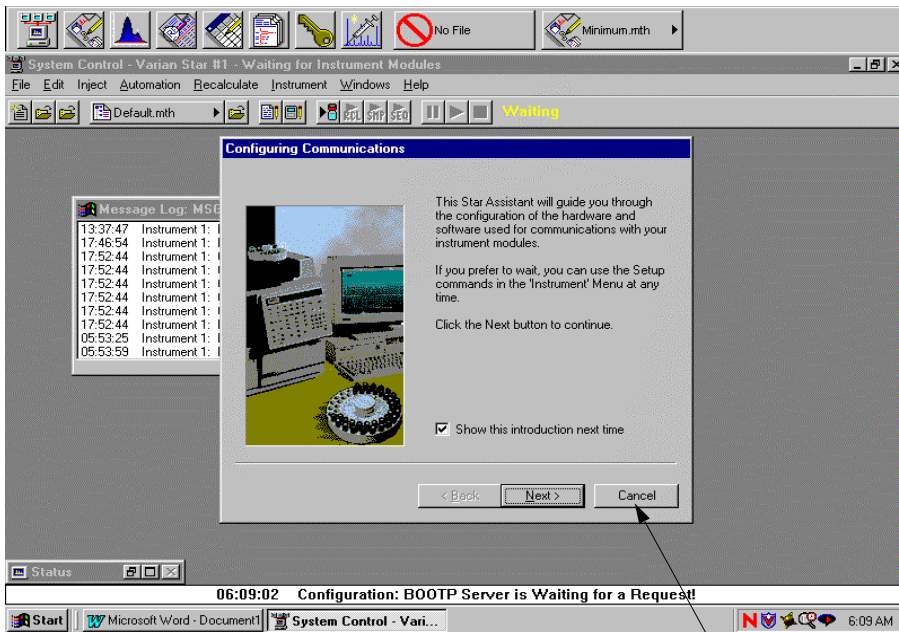 No File
Minimum.mth
System Control - Varian Star #1 - Waiting for Instrument Modules
File Edit Inject Automation Recalculate Instrument Windows Help
Default.mth
RCL SMP SEQ
Waiting
Configuring Communications
This Star Assistant will guide you through
the configuration of the hardware and
software used for communications with your
instrument modules.
If you prefer to wait, you can use the Setup
commands in the 'Instrument' Menu at any
time.
Click the Next button to continue.
Show this introduction next time
< Back
Next >
Cancel
Message Log: MSG
13:37:47 Instrument 1:
17:46:54 Instrument 1:
17:52:44 Instrument 1:
17:52:44 Instrument 1:
17:52:44 Instrument 1:
17:52:44 Instrument 1:
17:52:44 Instrument 1:
17:52:44 Instrument 1:
05:53:25 Instrument 1:
05:53:59 Instrument 1:
Status
06:09:02 Configuration: BOOTP Server is Waiting for a Request!
Start
Microsoft Word - Document1
System Control - Vari...
6:09 AM